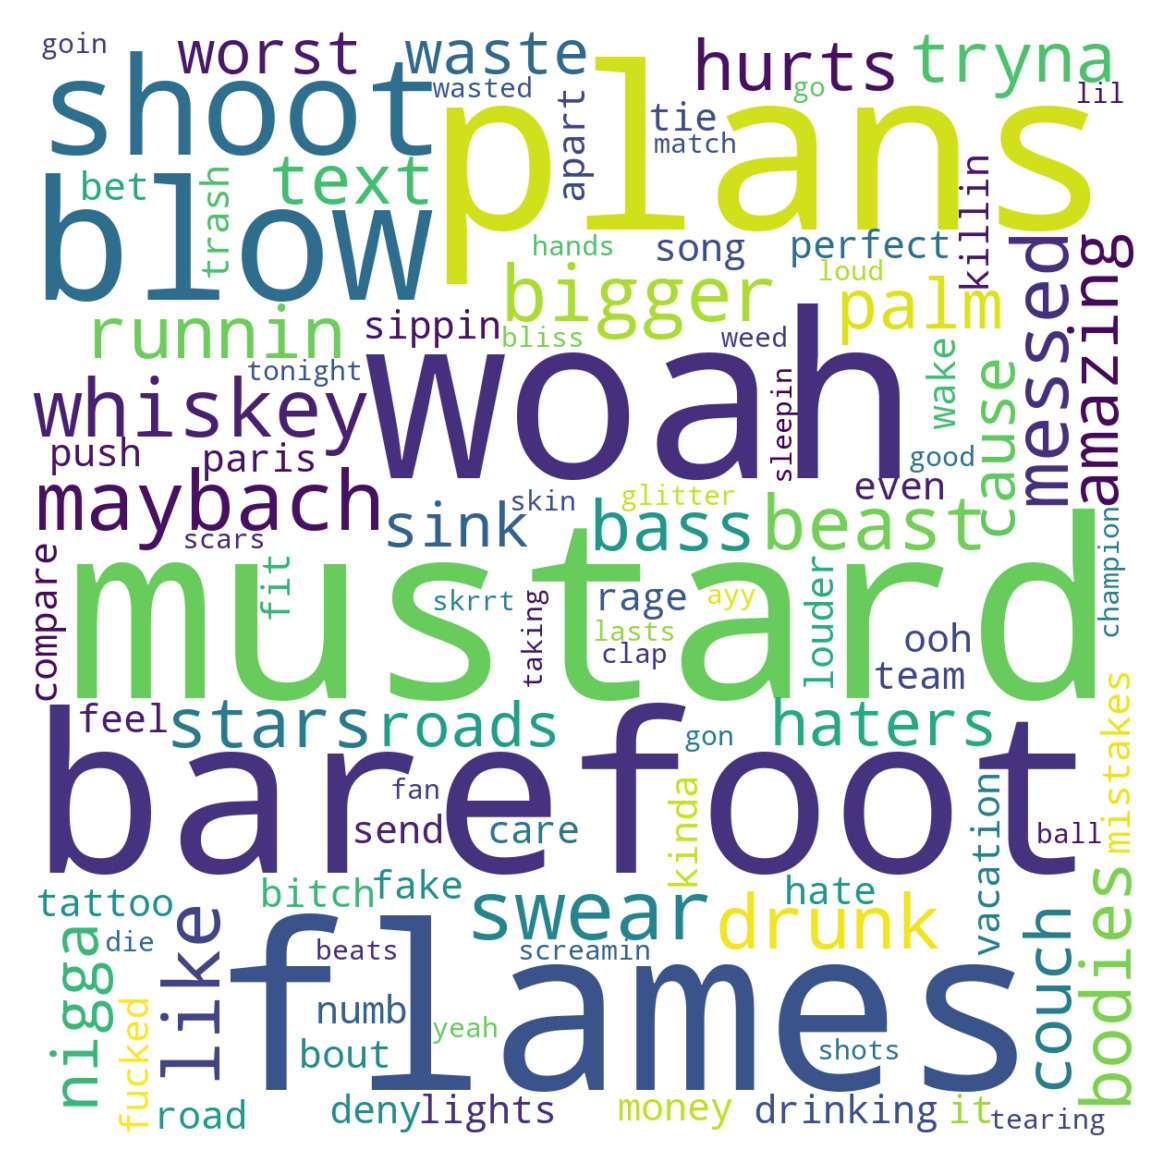 goin
worst
waste
hurts
tryna
shoot
wasted
plans
go
lil
apart
tie
match
bet
trash
text
blow
killin
hands
song
perfect
loud
messed
amazing
bigger
palm
runnin
sippin
bliss
weed
woah
tonight
whiskey
wake
cause
sleepin
push
paris
good
maybach
skin
glitter
even
sink
bass
beast
scars
mustard
champion
compare
fit
skrrt
taking
rage
ayy
louder
lasts
clap
ooh
team
feel
stars
roads
gon
haters
mistakes
barefoot
fan
send
care
kinda
vacation
ball
bitch
fake
hate
tattoo
like
swear
drunk
couch
bodies
die
nigga
flames
beats
screamin
fucked
numb
yeah
bout
shots
road
deny
lights
money
drinking
it
tearing